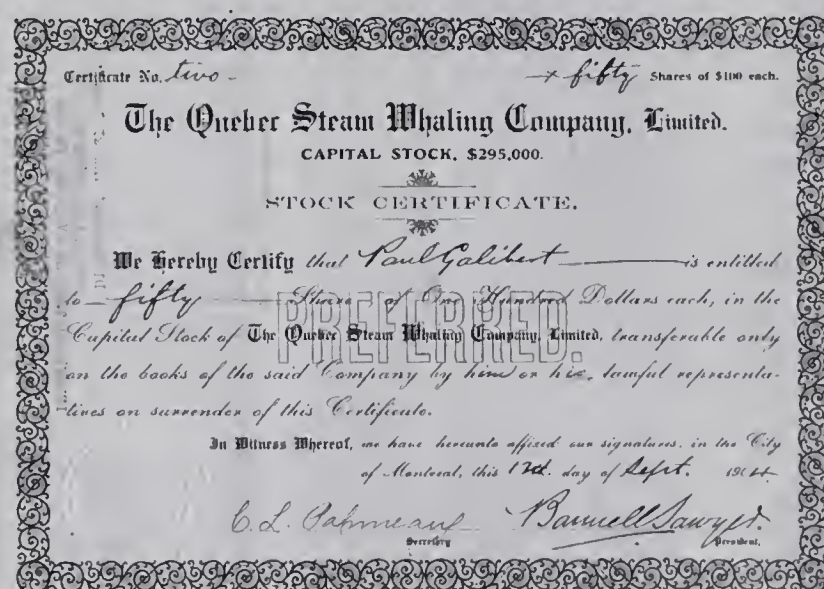 Certificate No. two - fifty Shares of $100 each.
The Quebec Steam Whaling Company, Limited.
CAPITAL STOCK, $295,000.
STOCK CERTIFICATE.
We Hereby Certify that Paul Galibert is entitled
to fifty Shares of One Hundred Dollars each, in the
PREFERRED.
Capital Stock of The Quebec Steam Whaling Company, Limited, transferable only
on the books of the said Company by him or his lawful representa-
tives on surrender of this Certificate.
In Witness Whereof, we have hereunto affixed our signatures, in the City
of Montreal, this day of Sept. 19
C. L.
Secretary President.